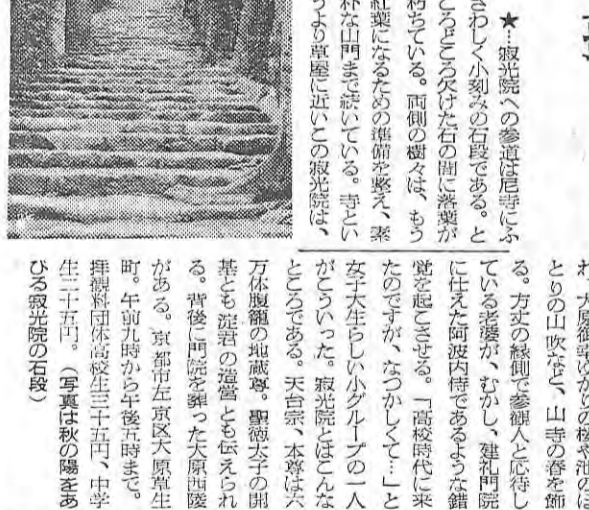 ★…寂光院への参道は尼寺にふ
さわしく小刻みの石段である。と
ころどころ欠けた石の間に落葉が
朽ちている。両側の樹々は、もう
紅葉になるための準備を整え、素
朴な山門まで続いている。寺とい
うより草屋に近いこの寂光院は、
れ、大原御幸ゆかりの桜や池のほ
とりの山吹など、山寺の春を飾
る。方丈の縁側で参観人と応待し
ている老婆が、むかし、建礼門院
に仕えた阿波内侍であるような錯
覚を起こさせる。「高校時代に来
たのですが、なつかしくて…」と
女子大生らしい小グループの一人
がこういった。寂光院とはこんな
ところである。天台宗、本尊は六
万体腹籠の地蔵尊。聖徳太子の開
基とも淀君の造営とも伝えられ
る。背後に門院を葬った大原西陵
がある。京都市左京区大原草生
町。午前九時から午後五時まで。
拝観料団体高校生三十五円、中学
生二十五円。（写真は秋の陽をあ
びる寂光院の石段）